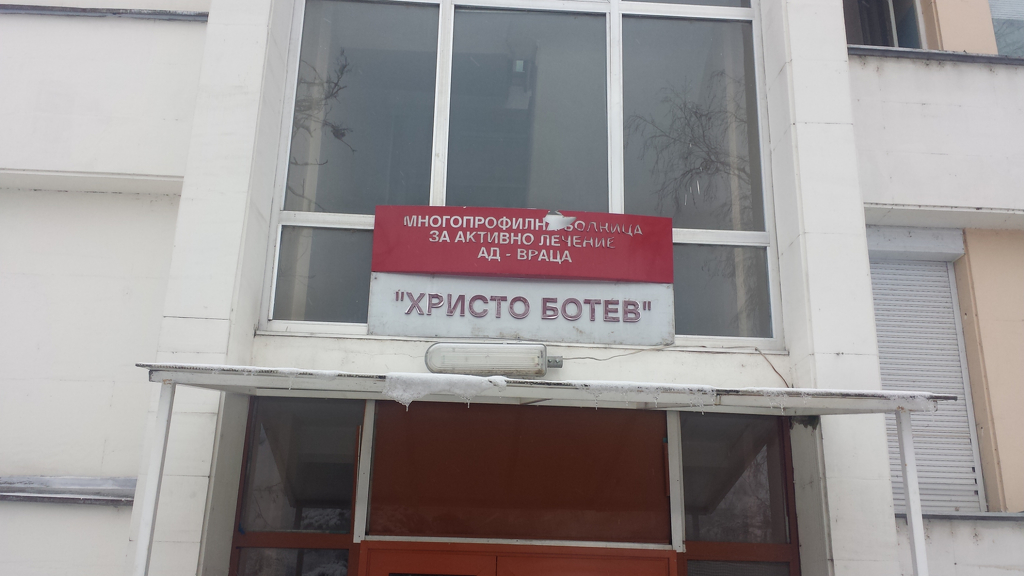 МНОГОПРОФИЛНА БОЛНИЦА
ЗА АКТИВНО ЛЕЧЕНИЕ
АД - ВРАЦА
"ХРИСТО БОТЕВ"